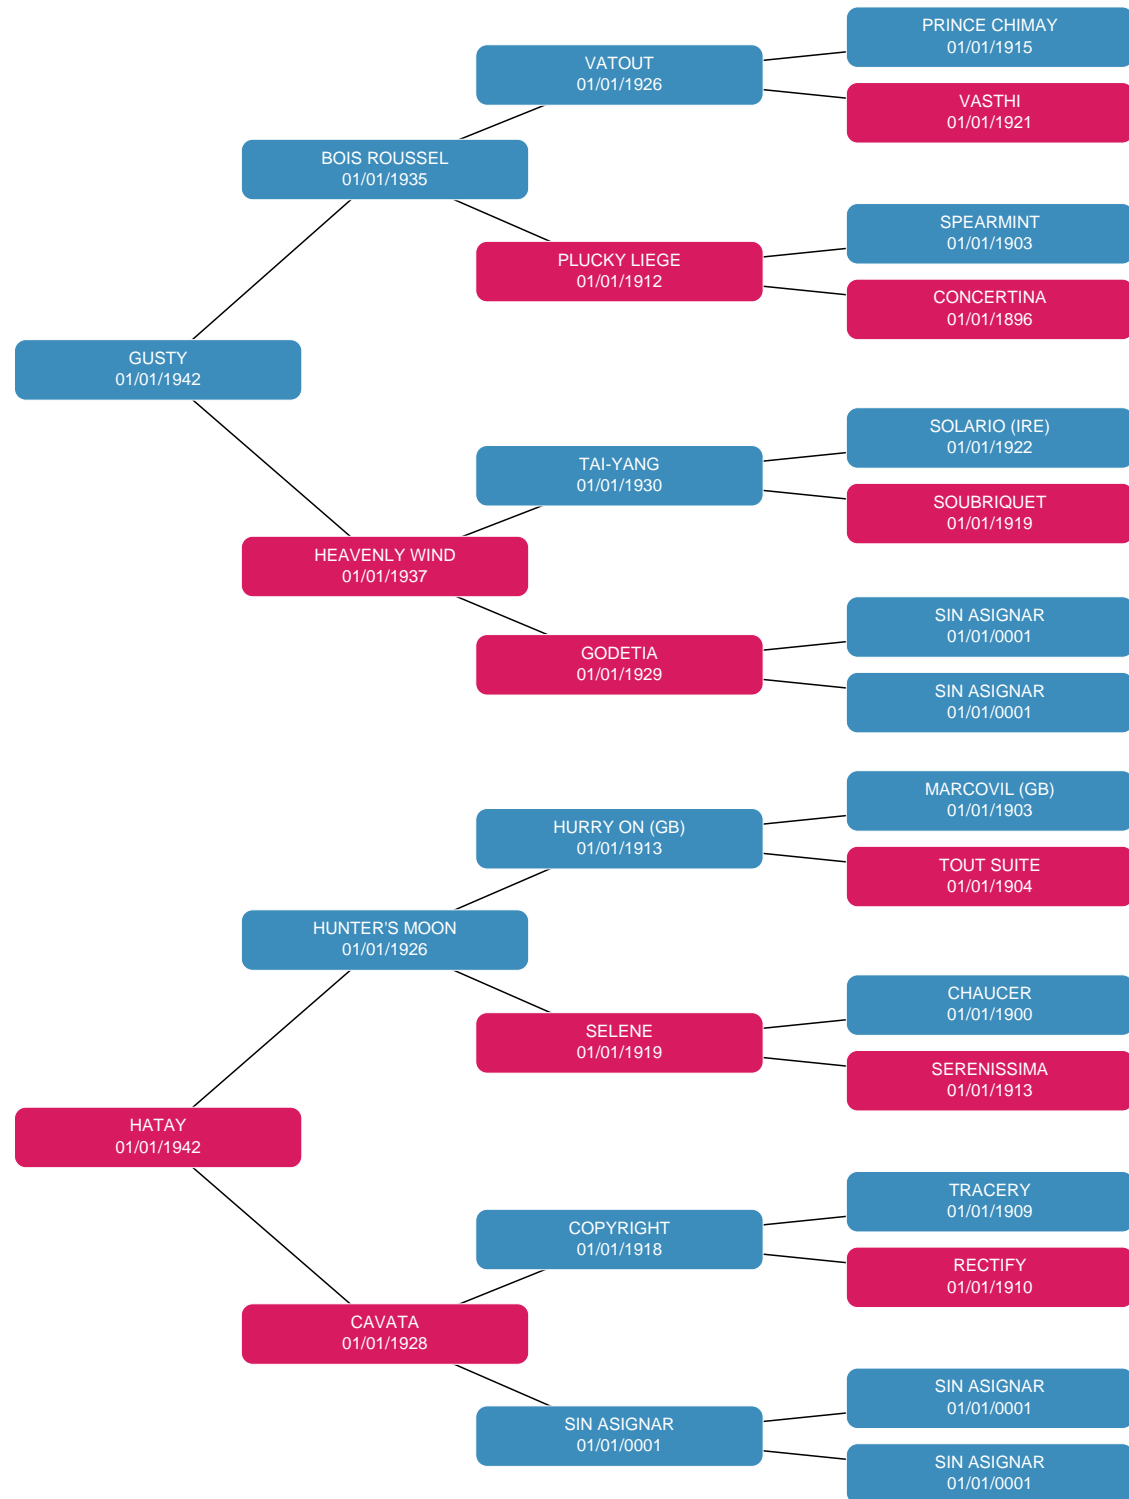 PRINCE CHIMAY
01/01/1915
VATOUT
01/01/1926
VASTHI
01/01/1921
BOIS ROUSSEL
01/01/1935
SPEARMINT
01/01/1903
PLUCKY LIEGE
01/01/1912
CONCERTINA
01/01/1896
GUSTY
01/01/1942
SOLARIO (IRE)
01/01/1922
TAI-YANG
01/01/1930
SOUBRIQUET
01/01/1919
HEAVENLY WIND
01/01/1937
SIN ASIGNAR
01/01/0001
GODETIA
01/01/1929
SIN ASIGNAR
01/01/0001
MARCOVIL (GB)
01/01/1903
HURRY ON (GB)
01/01/1913
TOUT SUITE
01/01/1904
HUNTER'S MOON
01/01/1926
CHAUCER
01/01/1900
SELENE
01/01/1919
SERENISSIMA
01/01/1913
HATAY
01/01/1942
TRACERY
01/01/1909
COPYRIGHT
01/01/1918
RECTIFY
01/01/1910
CAVATA
01/01/1928
SIN ASIGNAR
01/01/0001
SIN ASIGNAR
01/01/0001
SIN ASIGNAR
01/01/0001